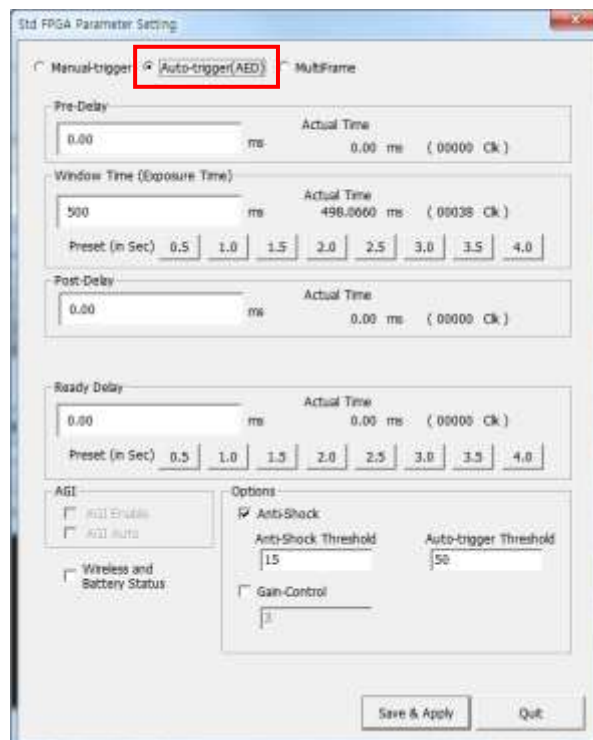 Std FPGA Parameter Setting
Manual-trigger Auto-trigger(AED) MultiFrame
Pre-Delay
Actual Time
0.00 ms 0.00 ms ( 00000 Clk )
Window Time (Exposure Time)
Actual Time
500 ms 498.0660 ms ( 00038 Clk )
Preset (in Sec) 0.5 1.0 1.5 2.0 2.5 3.0 3.5 4.0
Post-Delay
Actual Time
0.00 ms 0.00 ms ( 00000 Clk )
Ready Delay
Actual Time
0.00 ms 0.00 ms ( 00000 Clk )
Preset (in Sec) 0.5 1.0 1.5 2.0 2.5 3.0 3.5 4.0
AGI
AGI Enable
AGI Auto
Wireless and
Battery Status
Options
Anti-Shock
Anti-Shock Threshold Auto-trigger Threshold
15 50
Gain-Control
3
Save & Apply Quit